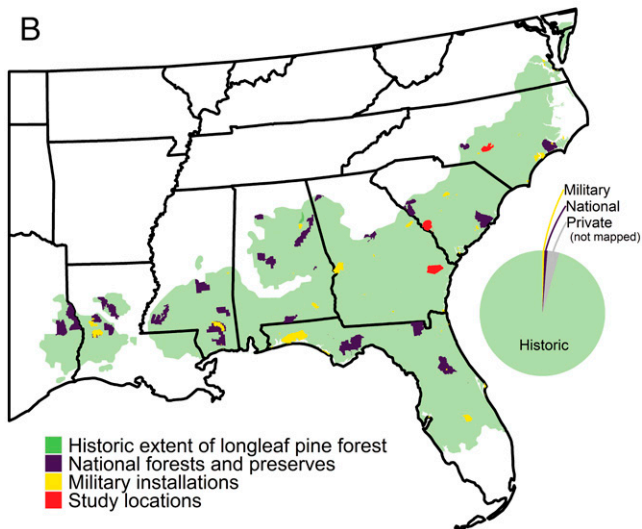 B
Military
National
Private
(not mapped)
Historic
Historic extent of longleaf pine forest
National forests and preserves
Military installations
Study locations